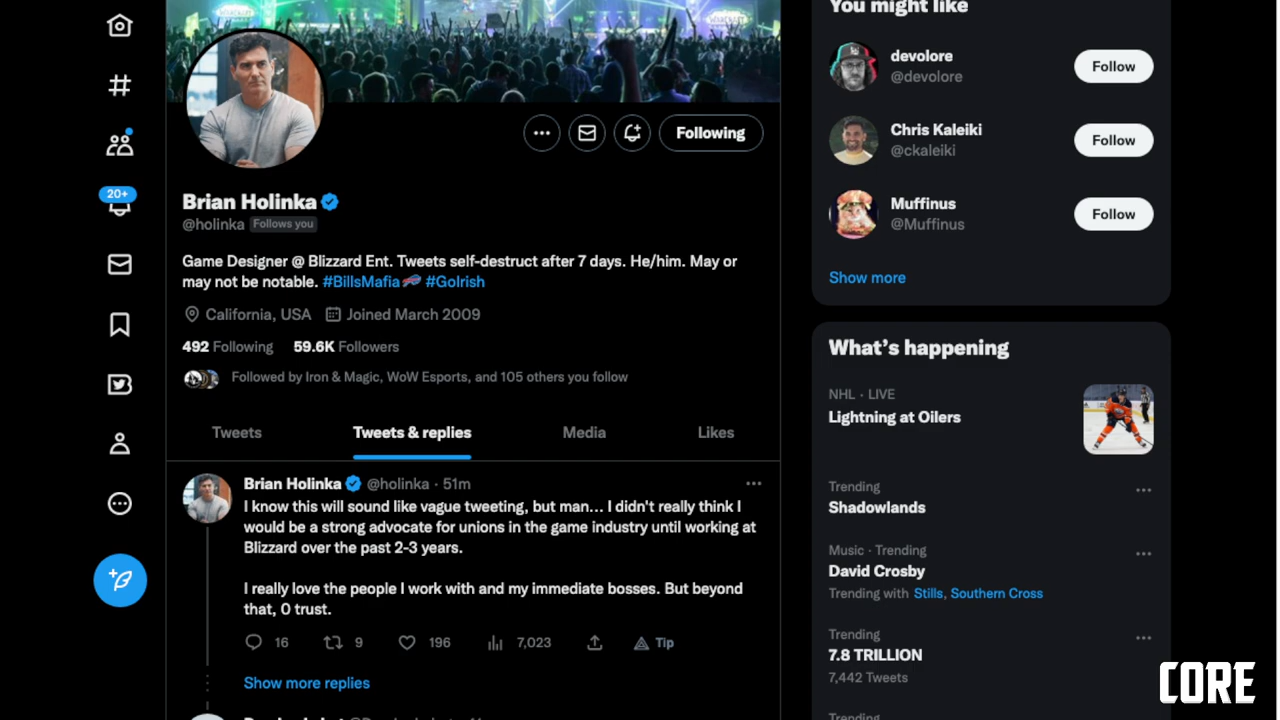 You might like
devolore
@devolore
Follow
Chris Kaleiki
@ckaleiki
Follow
Muffinus
@Muffinus
Follow
Show more
20+
Following
Brian Holinka
@holinka Follows you
Game Designer @ Blizzard Ent. Tweets self-destruct after 7 days. He/him. May or
may not be notable. #BillsMafia #GoIrish
California, USA Joined March 2009
492 Following 59.6K Followers
Followed by Iron & Magic, WoW Esports, and 105 others you follow
Tweets Tweets & replies Media Likes
Brian Holinka @holinka · 51m
I know this will sound like vague tweeting, but man... I didn't really think I
would be a strong advocate for unions in the game industry until working at
Blizzard over the past 2-3 years.
I really love the people I work with and my immediate bosses. But beyond
that, 0 trust.
16 9 196 7,023 Tip
Show more replies
What's happening
NHL · LIVE
Lightning at Oilers
Trending
Shadowlands
Music · Trending
David Crosby
Trending with Stills, Southern Cross
Trending
7.8 TRILLION
7,442 Tweets
Trending
CORE